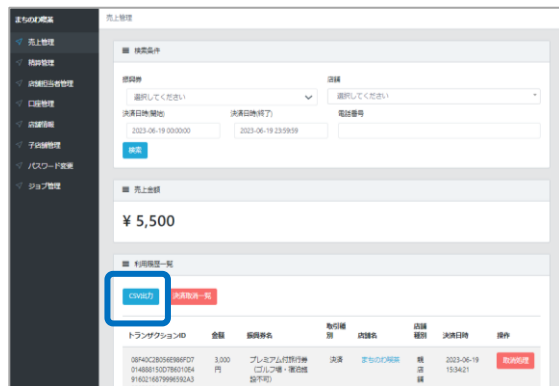 まちのわ喫茶
売上管理
売上管理
精算管理
店舗担当者管理
口座管理
店舗情報
子店舗管理
パスワード変更
ジョブ管理
検索条件
振興券
店舗
選択してください
選択してください
決済日時(開始)
決済日時(終了)
電話番号
2023-06-19 00:00:00
2023-06-19 23:59:59
検索
売上金額
¥ 5,500
利用履歴一覧
CSV出力
決済取消一覧
トランザクションID
金額
振興券名
取引種別
店舗名
店舗種別
決済日時
操作
3,000円
プレミアム付旅行券
(ゴルフ場・宿泊施
設不可)
決済
まちのわ喫茶
親店舗
2023-06-19
15:34:21
取消処理